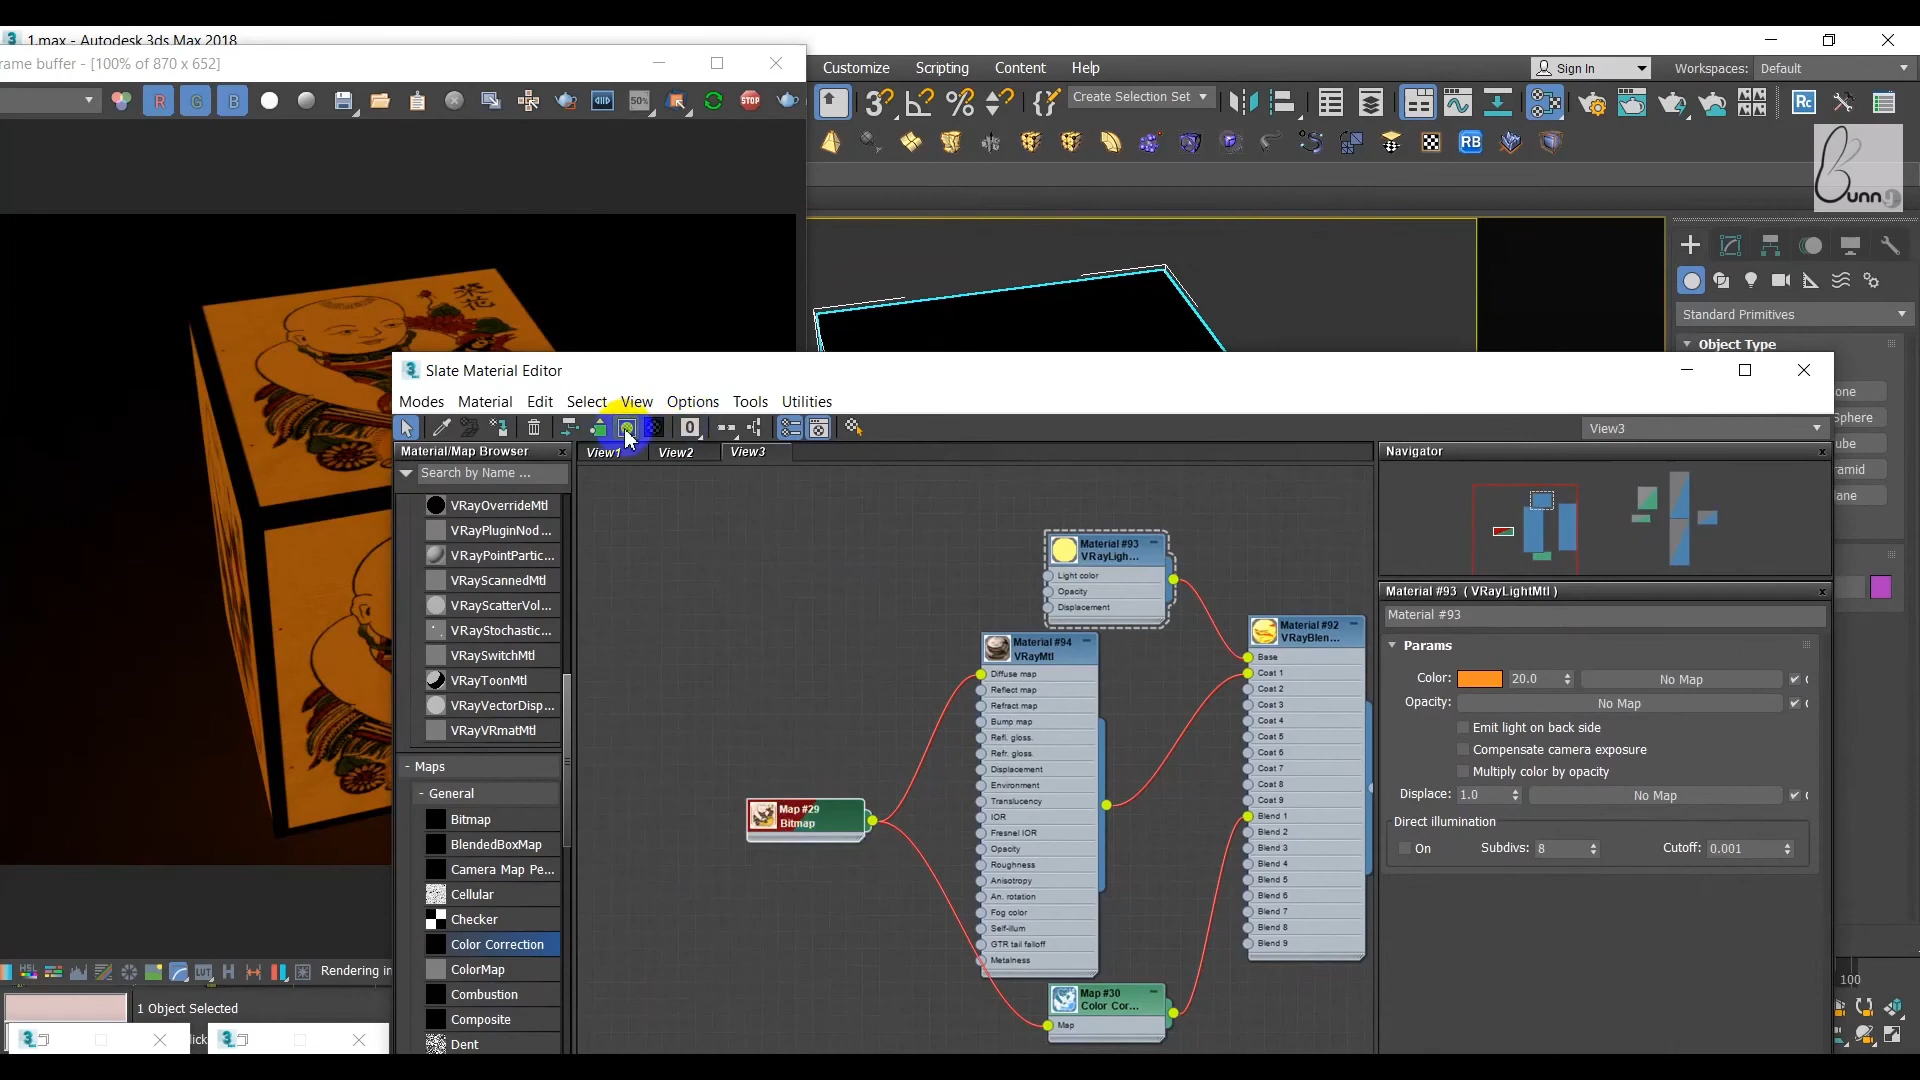 1.max - Autodesk 3ds Max 2018
rame buffer - [100% of 870 x 652]
Customize Scripting Content Help
Sign In
Workspaces: Default
R G B
50%
STOP
Create Selection Set
Rc
RB
Bunny
葵花
Standard Primitives
Object Type
one
Sphere
ube
ramid
ane
Slate Material Editor
Modes Material Edit Select View Options Tools Utilities
0
View3
Material/Map Browser
Search by Name ...
View1 View2 View3
Navigator
VRayOverrideMtl
VRayPluginNod...
VRayPointPartic...
VRayScannedMtl
VRayScatterVol...
VRayStochastic...
VRaySwitchMtl
VRayToonMtl
VRayVectorDisp...
VRayVRmatMtl
- Maps
- General
Bitmap
BlendedBoxMap
Camera Map Pe...
Cellular
Checker
Color Correction
ColorMap
Combustion
Composite
Dent
Material #93
VRayLigh...
Light color
Opacity
Displacement
Material #94
VRayMtl
Diffuse map
Reflect map
Refract map
Bump map
Refl. gloss.
Refr. gloss.
Displacement
Environment
Translucency
IOR
Fresnel IOR
Opacity
Roughness
Anisotropy
An. rotation
Fog color
Self-illum
GTR tail falloff
Metalness
Map #29
Bitmap
Map #30
Color Cor...
Map
Material #92
VRayBlen...
Base
Coat 1
Coat 2
Coat 3
Coat 4
Coat 5
Coat 6
Coat 7
Coat 8
Coat 9
Blend 1
Blend 2
Blend 3
Blend 4
Blend 5
Blend 6
Blend 7
Blend 8
Blend 9
Material #93 ( VRayLightMtl )
Material #93
Params
Color: 20.0 No Map
Opacity: No Map
Emit light on back side
Compensate camera exposure
Multiply color by opacity
Displace: 1.0 No Map
Direct illumination
On Subdivs: 8 Cutoff: 0.001
HSL
LUT
H
Rendering in
1 Object Selected
lick
100